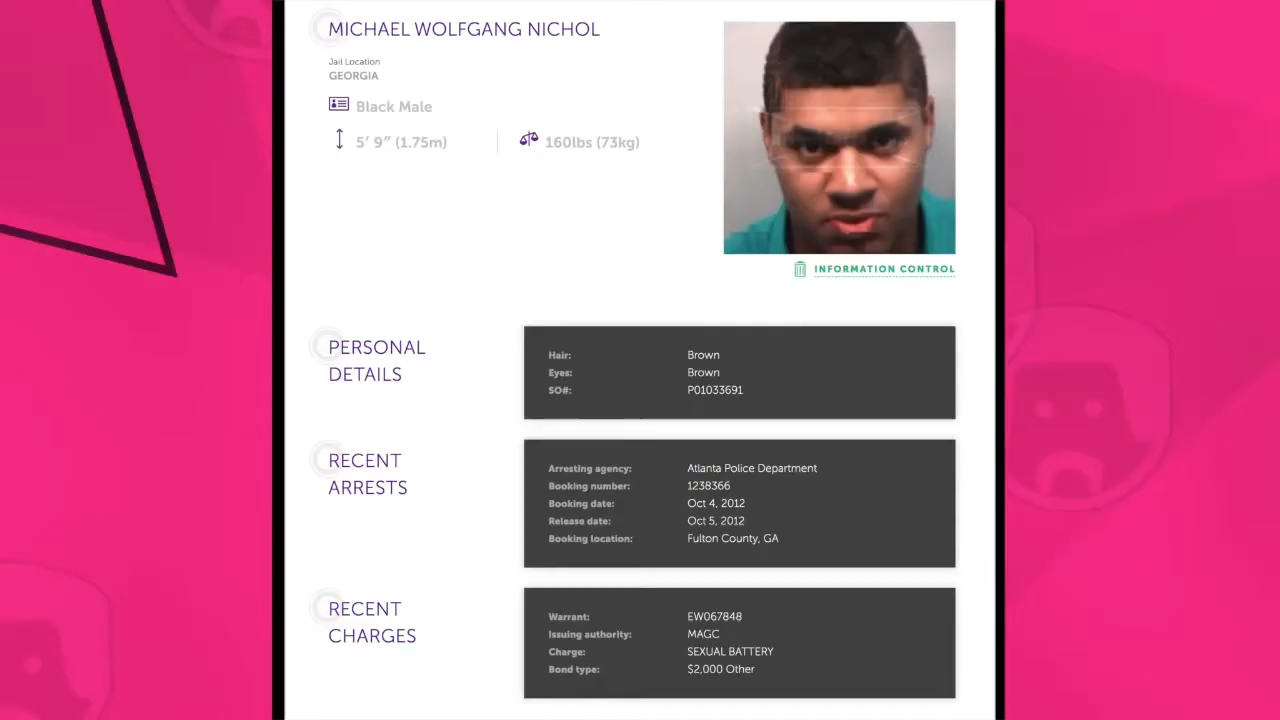 MICHAEL WOLFGANG NICHOL
Jail Location
GEORGIA
Black Male
5' 9" (1.75m)
160lbs (73kg)
INFORMATION CONTROL
PERSONAL
DETAILS
Hair: Brown
Eyes: Brown
SO#: P01033691
RECENT
ARRESTS
Arresting agency: Atlanta Police Department
Booking number: 1238366
Booking date: Oct 4, 2012
Release date: Oct 5, 2012
Booking location: Fulton County, GA
RECENT
CHARGES
Warrant: EW067848
Issuing authority: MAGC
Charge: SEXUAL BATTERY
Bond type: $2,000 Other